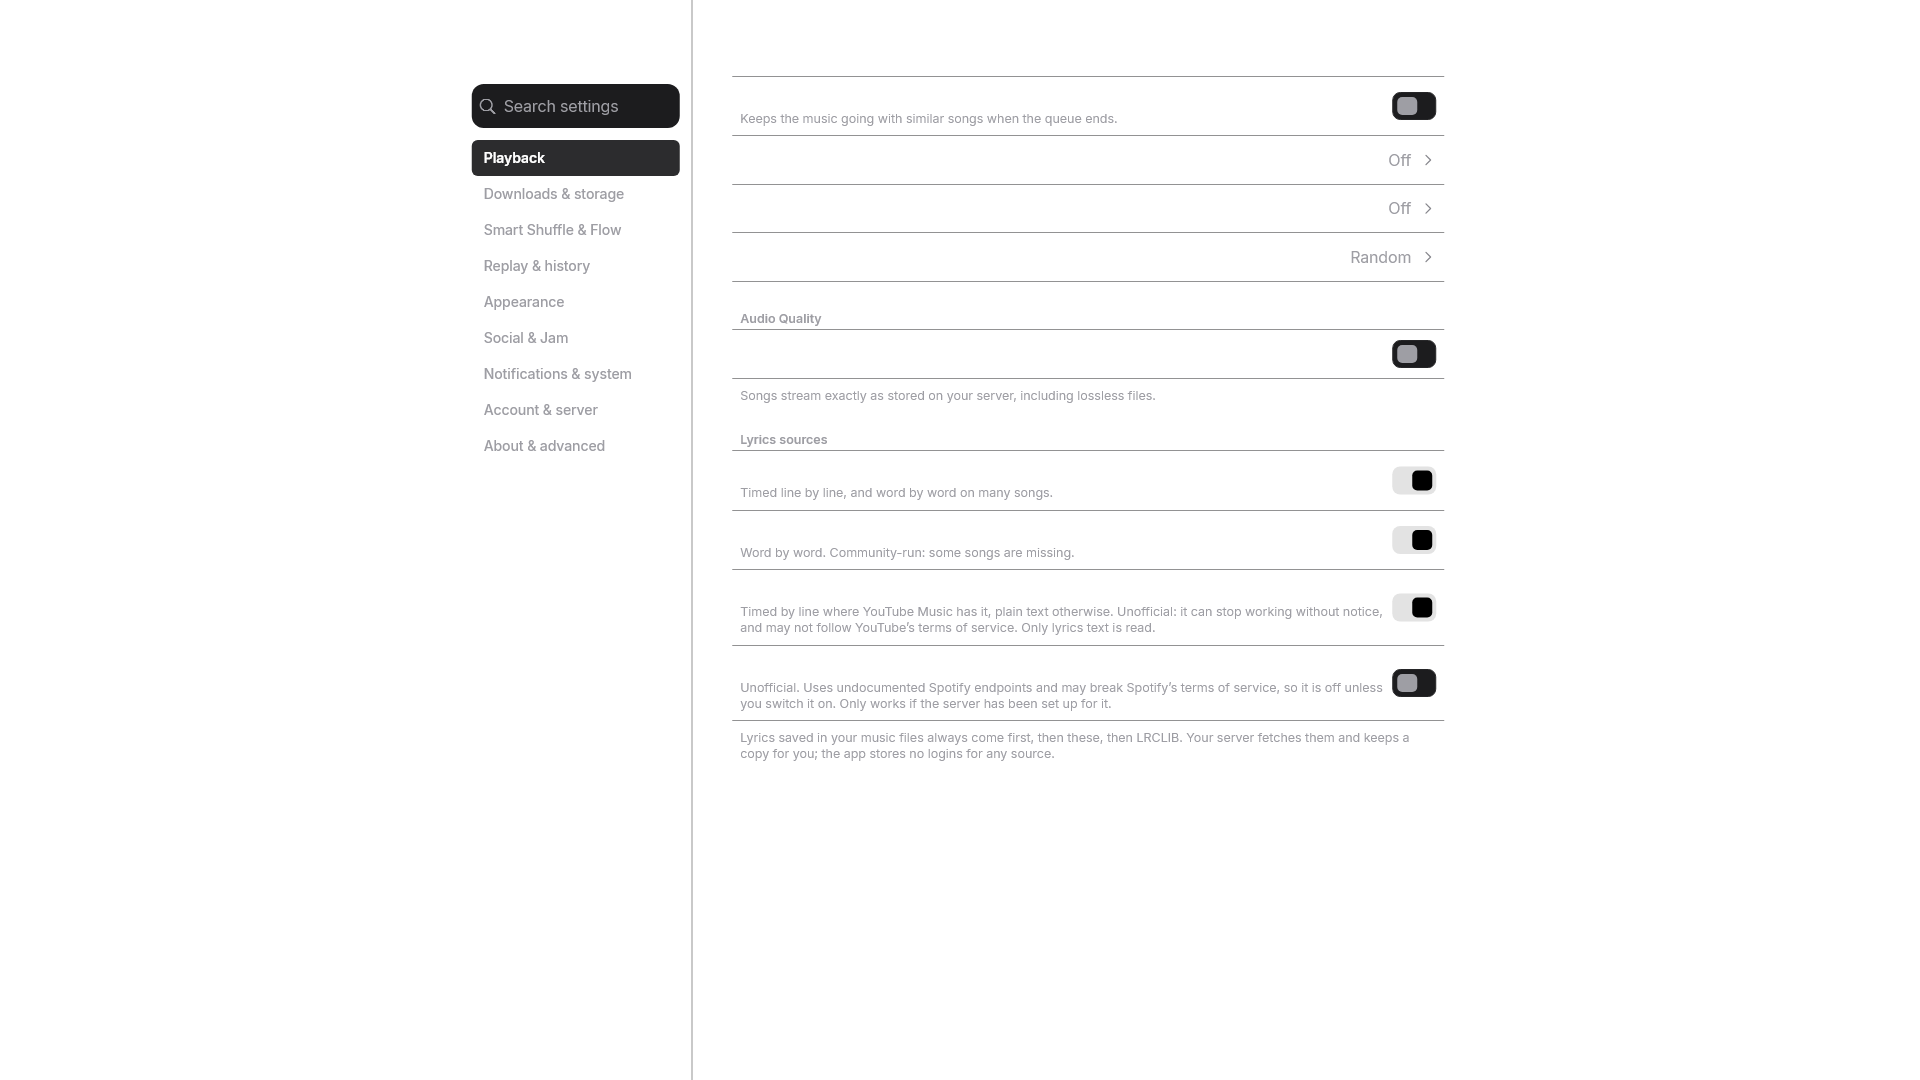 Search settings
Playback
Downloads & storage
Smart Shuffle & Flow
Replay & history
Appearance
Social & Jam
Notifications & system
Account & server
About & advanced
Keeps the music going with similar songs when the queue ends.
Off
Off
Random
Audio Quality
Songs stream exactly as stored on your server, including lossless files.
Lyrics sources
Timed line by line, and word by word on many songs.
Word by word. Community-run: some songs are missing.
Timed by line where YouTube Music has it, plain text otherwise. Unofficial: it can stop working without notice,
and may not follow YouTube’s terms of service. Only lyrics text is read.
Unofficial. Uses undocumented Spotify endpoints and may break Spotify’s terms of service, so it is off unless
you switch it on. Only works if the server has been set up for it.
Lyrics saved in your music files always come first, then these, then LRCLIB. Your server fetches them and keeps a
copy for you; the app stores no logins for any source.